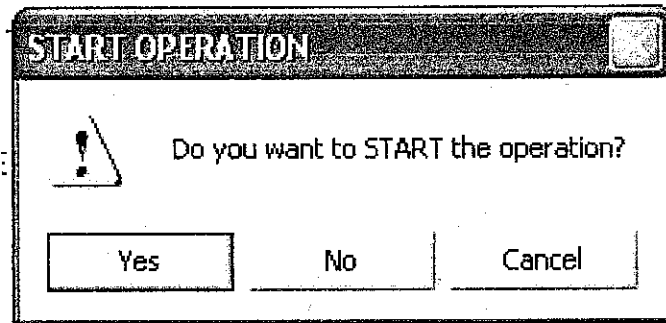 START OPERATION
Do you want to START the operation?
Yes
No
Cancel